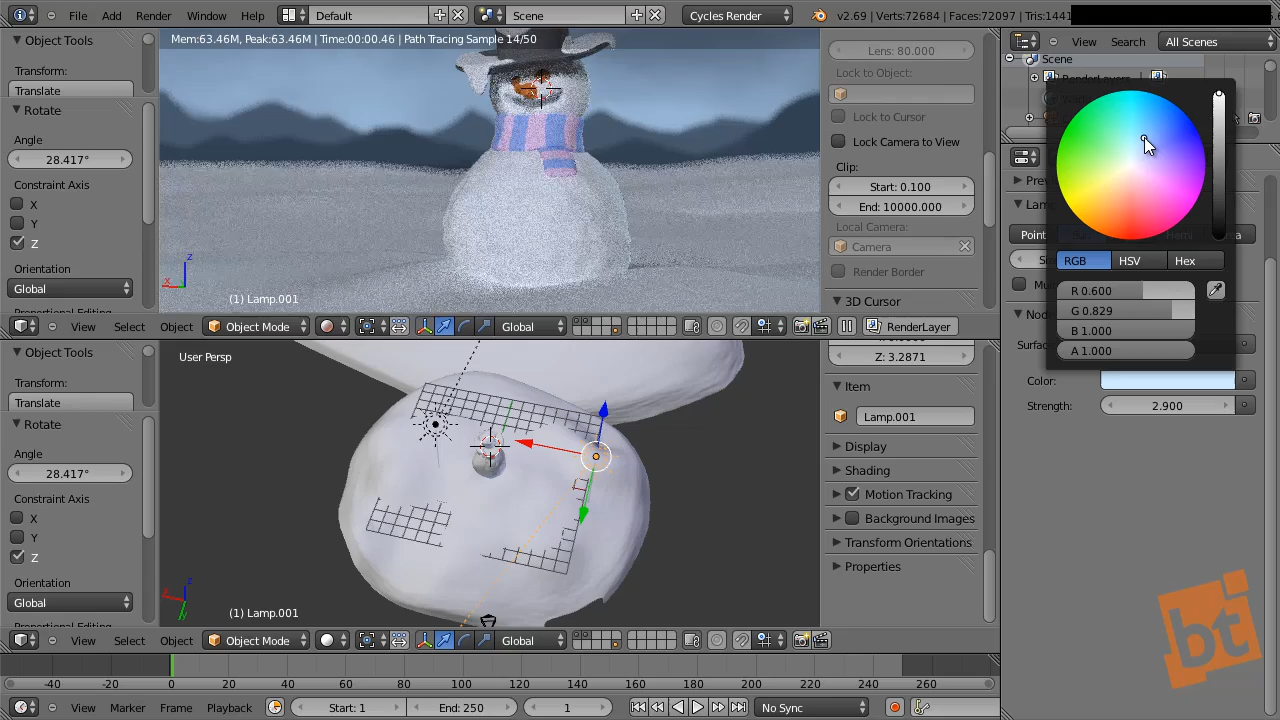 File Add Render Window Help Default Scene Cycles Render v2.69 | Verts:72684 | Faces:72097 | Tris:1441
Object Tools
Transform:
Translate
Rotate
Angle
28.417°
Constraint Axis
X
Y
Z
Orientation
Global
Mem:63.46M, Peak:63.46M | Time:00:00.46 | Path Tracing Sample 14/50
(1) Lamp.001
Lens: 80.000
Lock to Object:
Lock to Cursor
Lock Camera to View
Clip:
Start: 0.100
End: 10000.000
Local Camera:
Camera
Render Border
3D Cursor
View Select Object Object Mode Global RenderLayer
Object Tools
Transform:
Translate
Rotate
Angle
28.417°
Constraint Axis
X
Y
Z
Orientation
Global
User Persp
(1) Lamp.001
Z: 3.2871
Item
Lamp.001
Display
Shading
Motion Tracking
Background Images
Transform Orientations
Properties
View Select Object Object Mode Global
-40 -20 0 20 40 60 80 100 120 140 160 180 200 220 240 260
View Marker Frame Playback Start: 1 End: 250 1 No Sync
View Search All Scenes
Scene
RenderLayers
Point
RGB HSV Hex
R 0.600
G 0.829
B 1.000
A 1.000
Color:
Strength: 2.900
bt